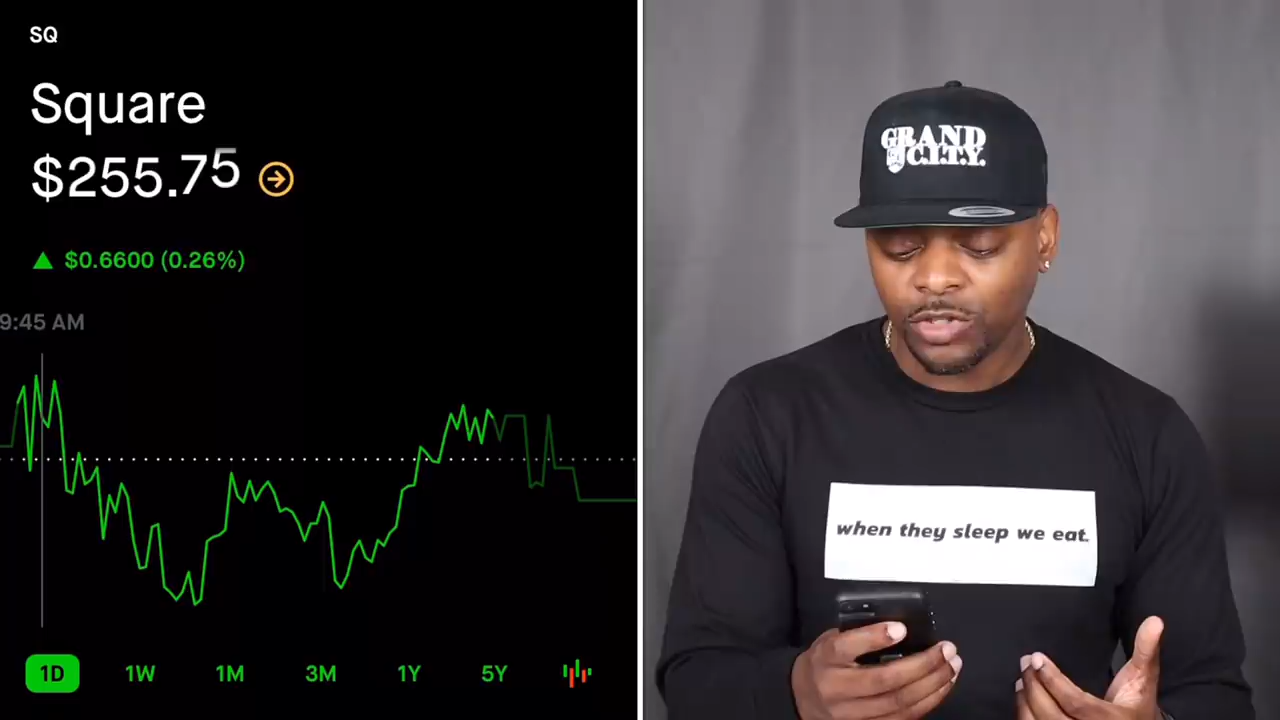 SQ
Square
$255.75
▲ $0.6600 (0.26%)
9:45 AM
1D 1W 1M 3M 1Y 5Y
GRAND
C.I.T.Y.
when they sleep we eat.